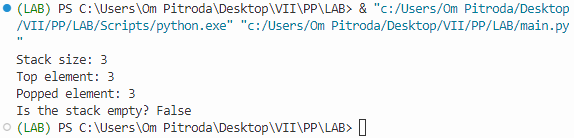 (LAB) PS C:\Users\Om Pitroda\Desktop\VII\PP\LAB> & "c:/Users/Om Pitroda/Desktop
/VII/PP/LAB/Scripts/python.exe" "c:/Users/Om Pitroda/Desktop/VII/PP/LAB/main.py
"
Stack size: 3
Top element: 3
Popped element: 3
Is the stack empty? False
(LAB) PS C:\Users\Om Pitroda\Desktop\VII\PP\LAB>